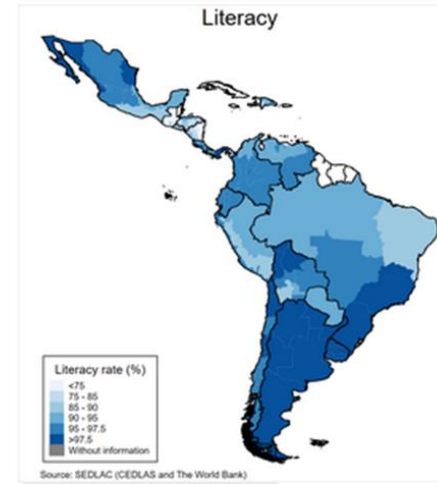 Literacy
Literacy rate (%)
<75
75 - 85
85 - 90
90 - 95
95 - 97.5
>97.5
Without information
Source: SEDLAC (CEDLAS and The World Bank)